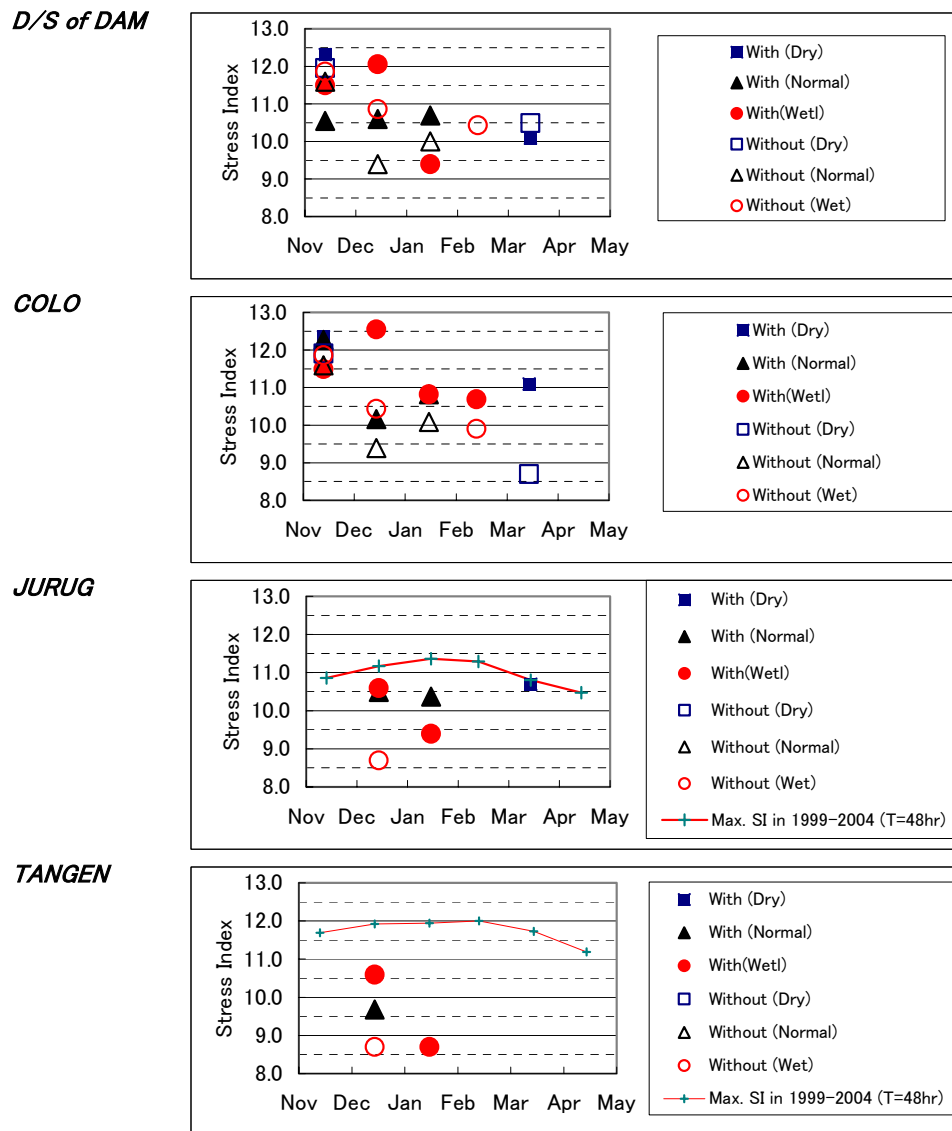 D/S of DAM
Stress Index
13.0
12.0
11.0
10.0
9.0
8.0
Nov Dec Jan Feb Mar Apr May
With (Dry)
With (Normal)
With(Wetl)
Without (Dry)
Without (Normal)
Without (Wet)
COLO
Stress Index
13.0
12.0
11.0
10.0
9.0
8.0
Nov Dec Jan Feb Mar Apr May
With (Dry)
With (Normal)
With(Wetl)
Without (Dry)
Without (Normal)
Without (Wet)
JURUG
Stress Index
13.0
12.0
11.0
10.0
9.0
8.0
Nov Dec Jan Feb Mar Apr May
With (Dry)
With (Normal)
With(Wetl)
Without (Dry)
Without (Normal)
Without (Wet)
Max. SI in 1999-2004 (T=48hr)
TANGEN
Stress Index
13.0
12.0
11.0
10.0
9.0
8.0
Nov Dec Jan Feb Mar Apr May
With (Dry)
With (Normal)
With(Wetl)
Without (Dry)
Without (Normal)
Without (Wet)
Max. SI in 1999-2004 (T=48hr)